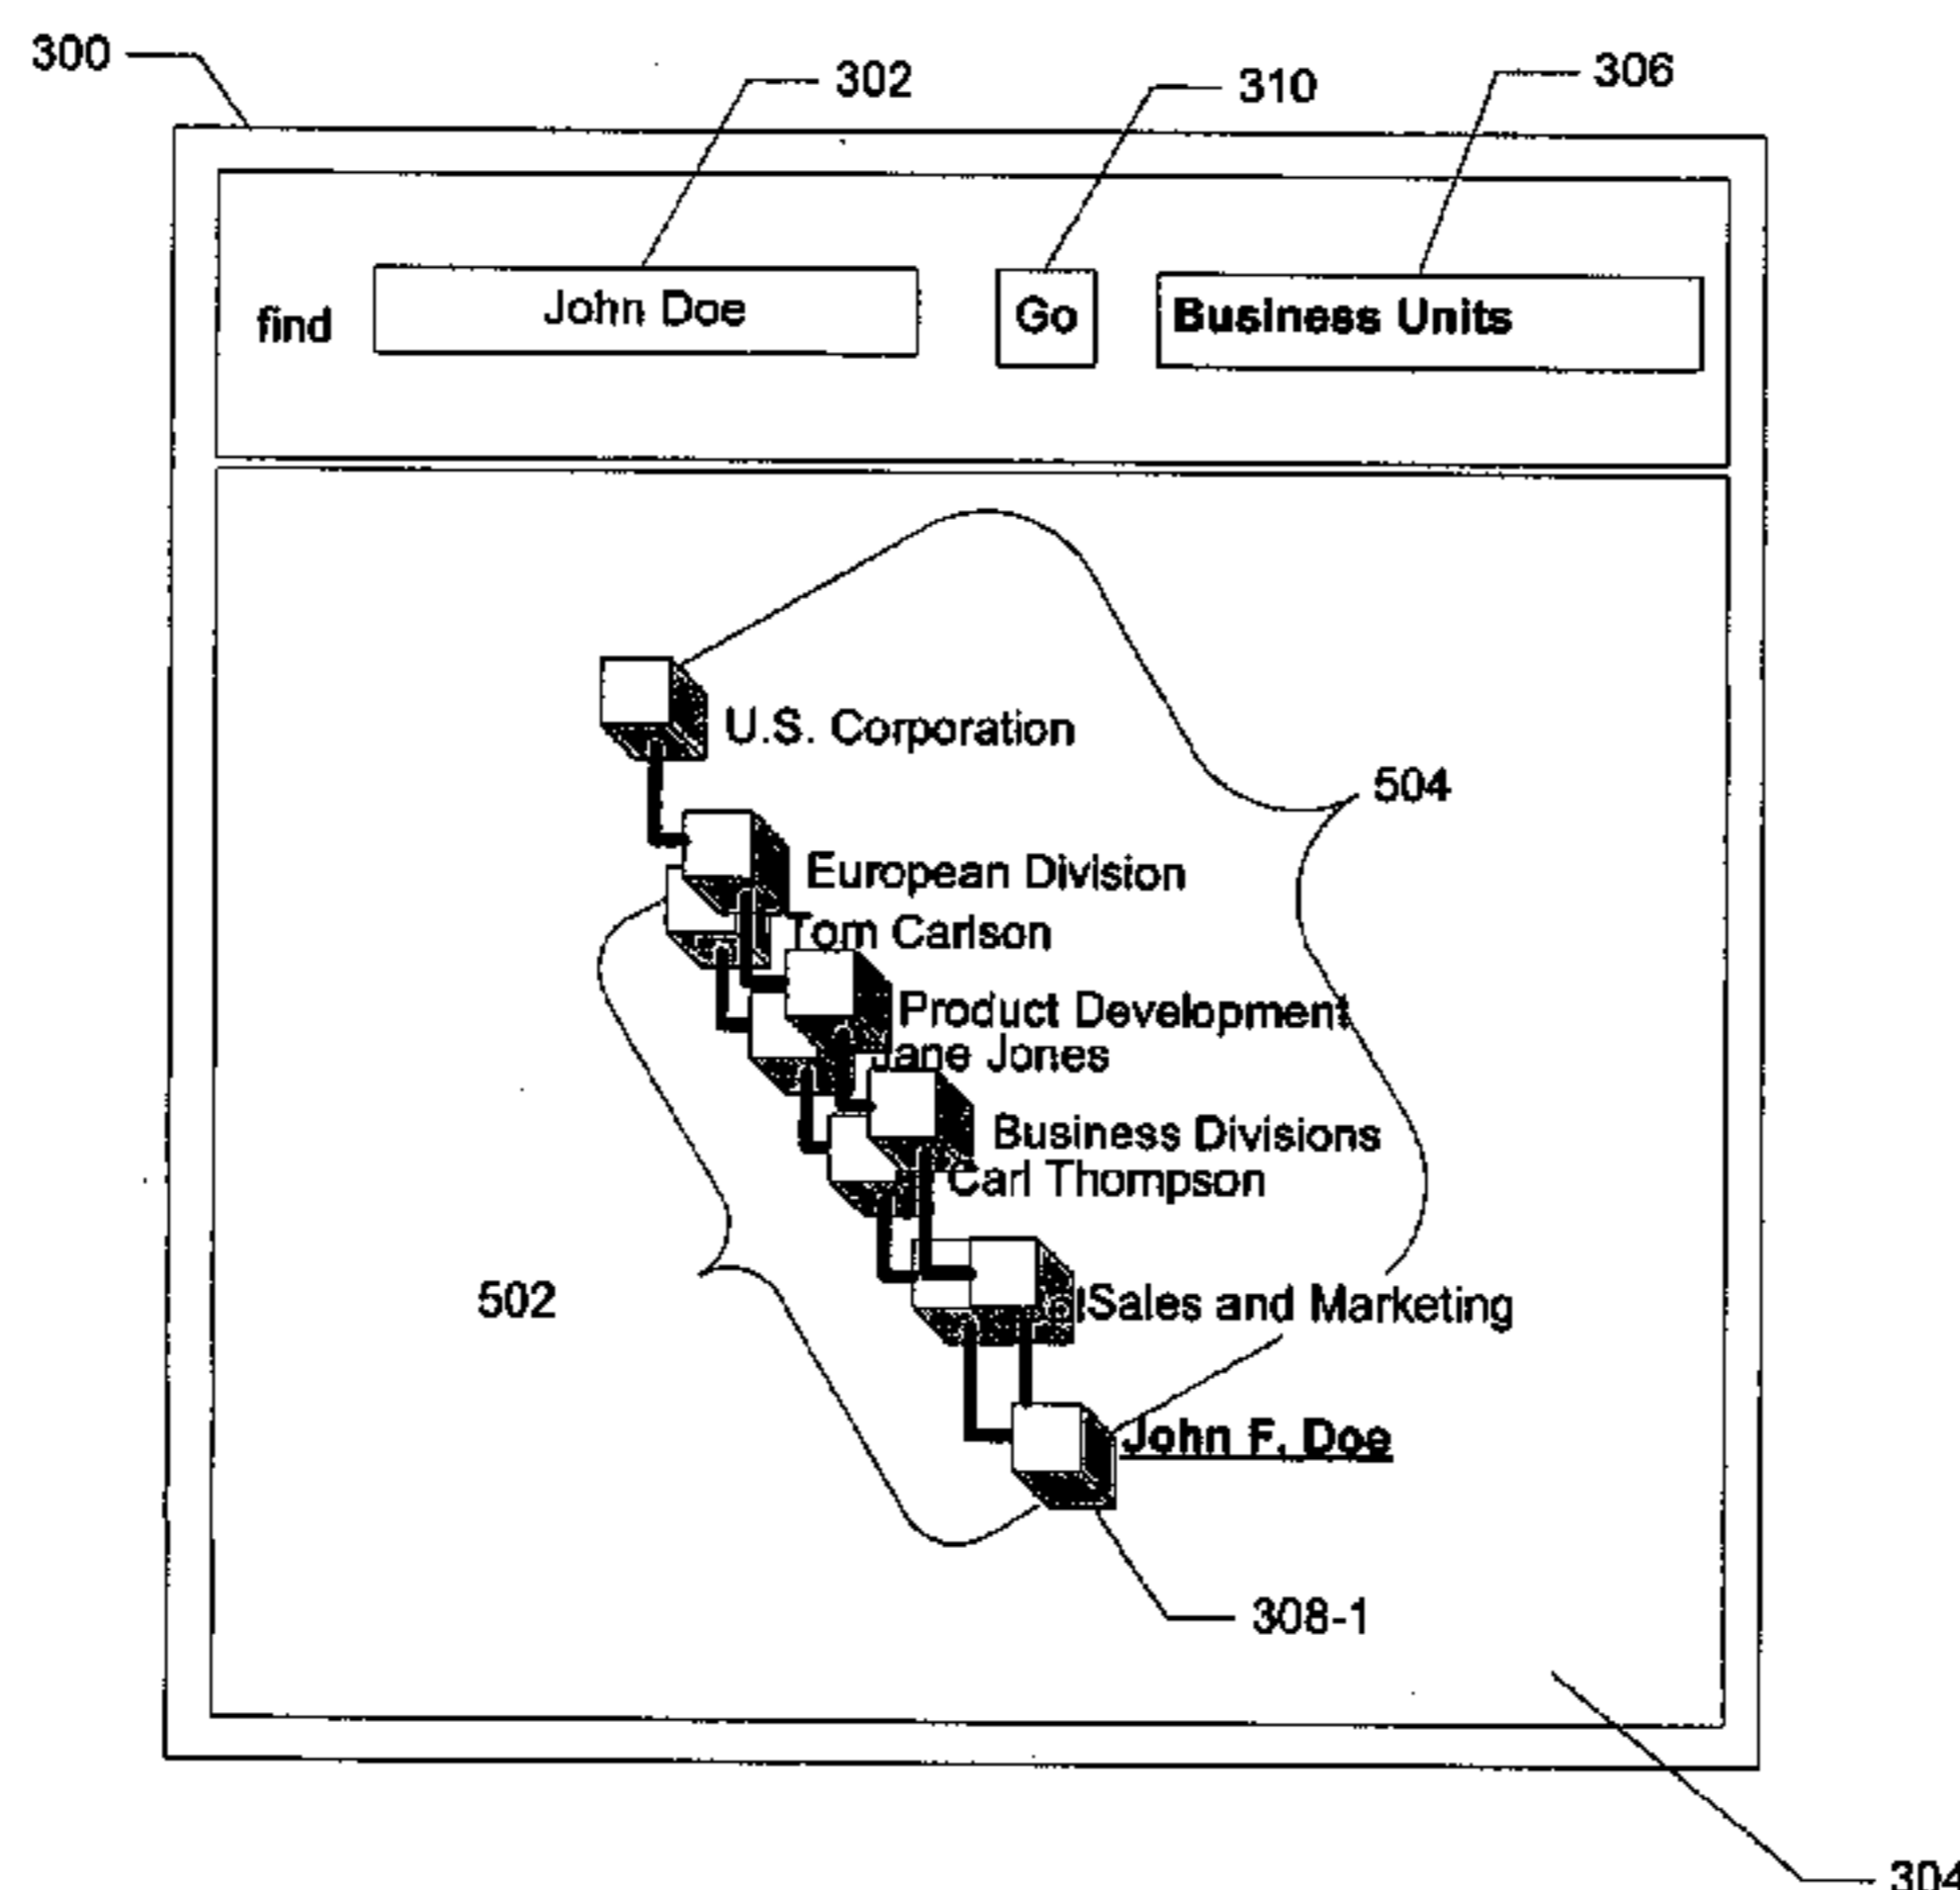 300
302
310
306
find
John Doe
Go
Business Units
U.S. Corporation
504
European Division
Tom Carlson
Product Development
Jane Jones
Business Divisions
Carl Thompson
502
Sales and Marketing
John F. Doe
308-1
304